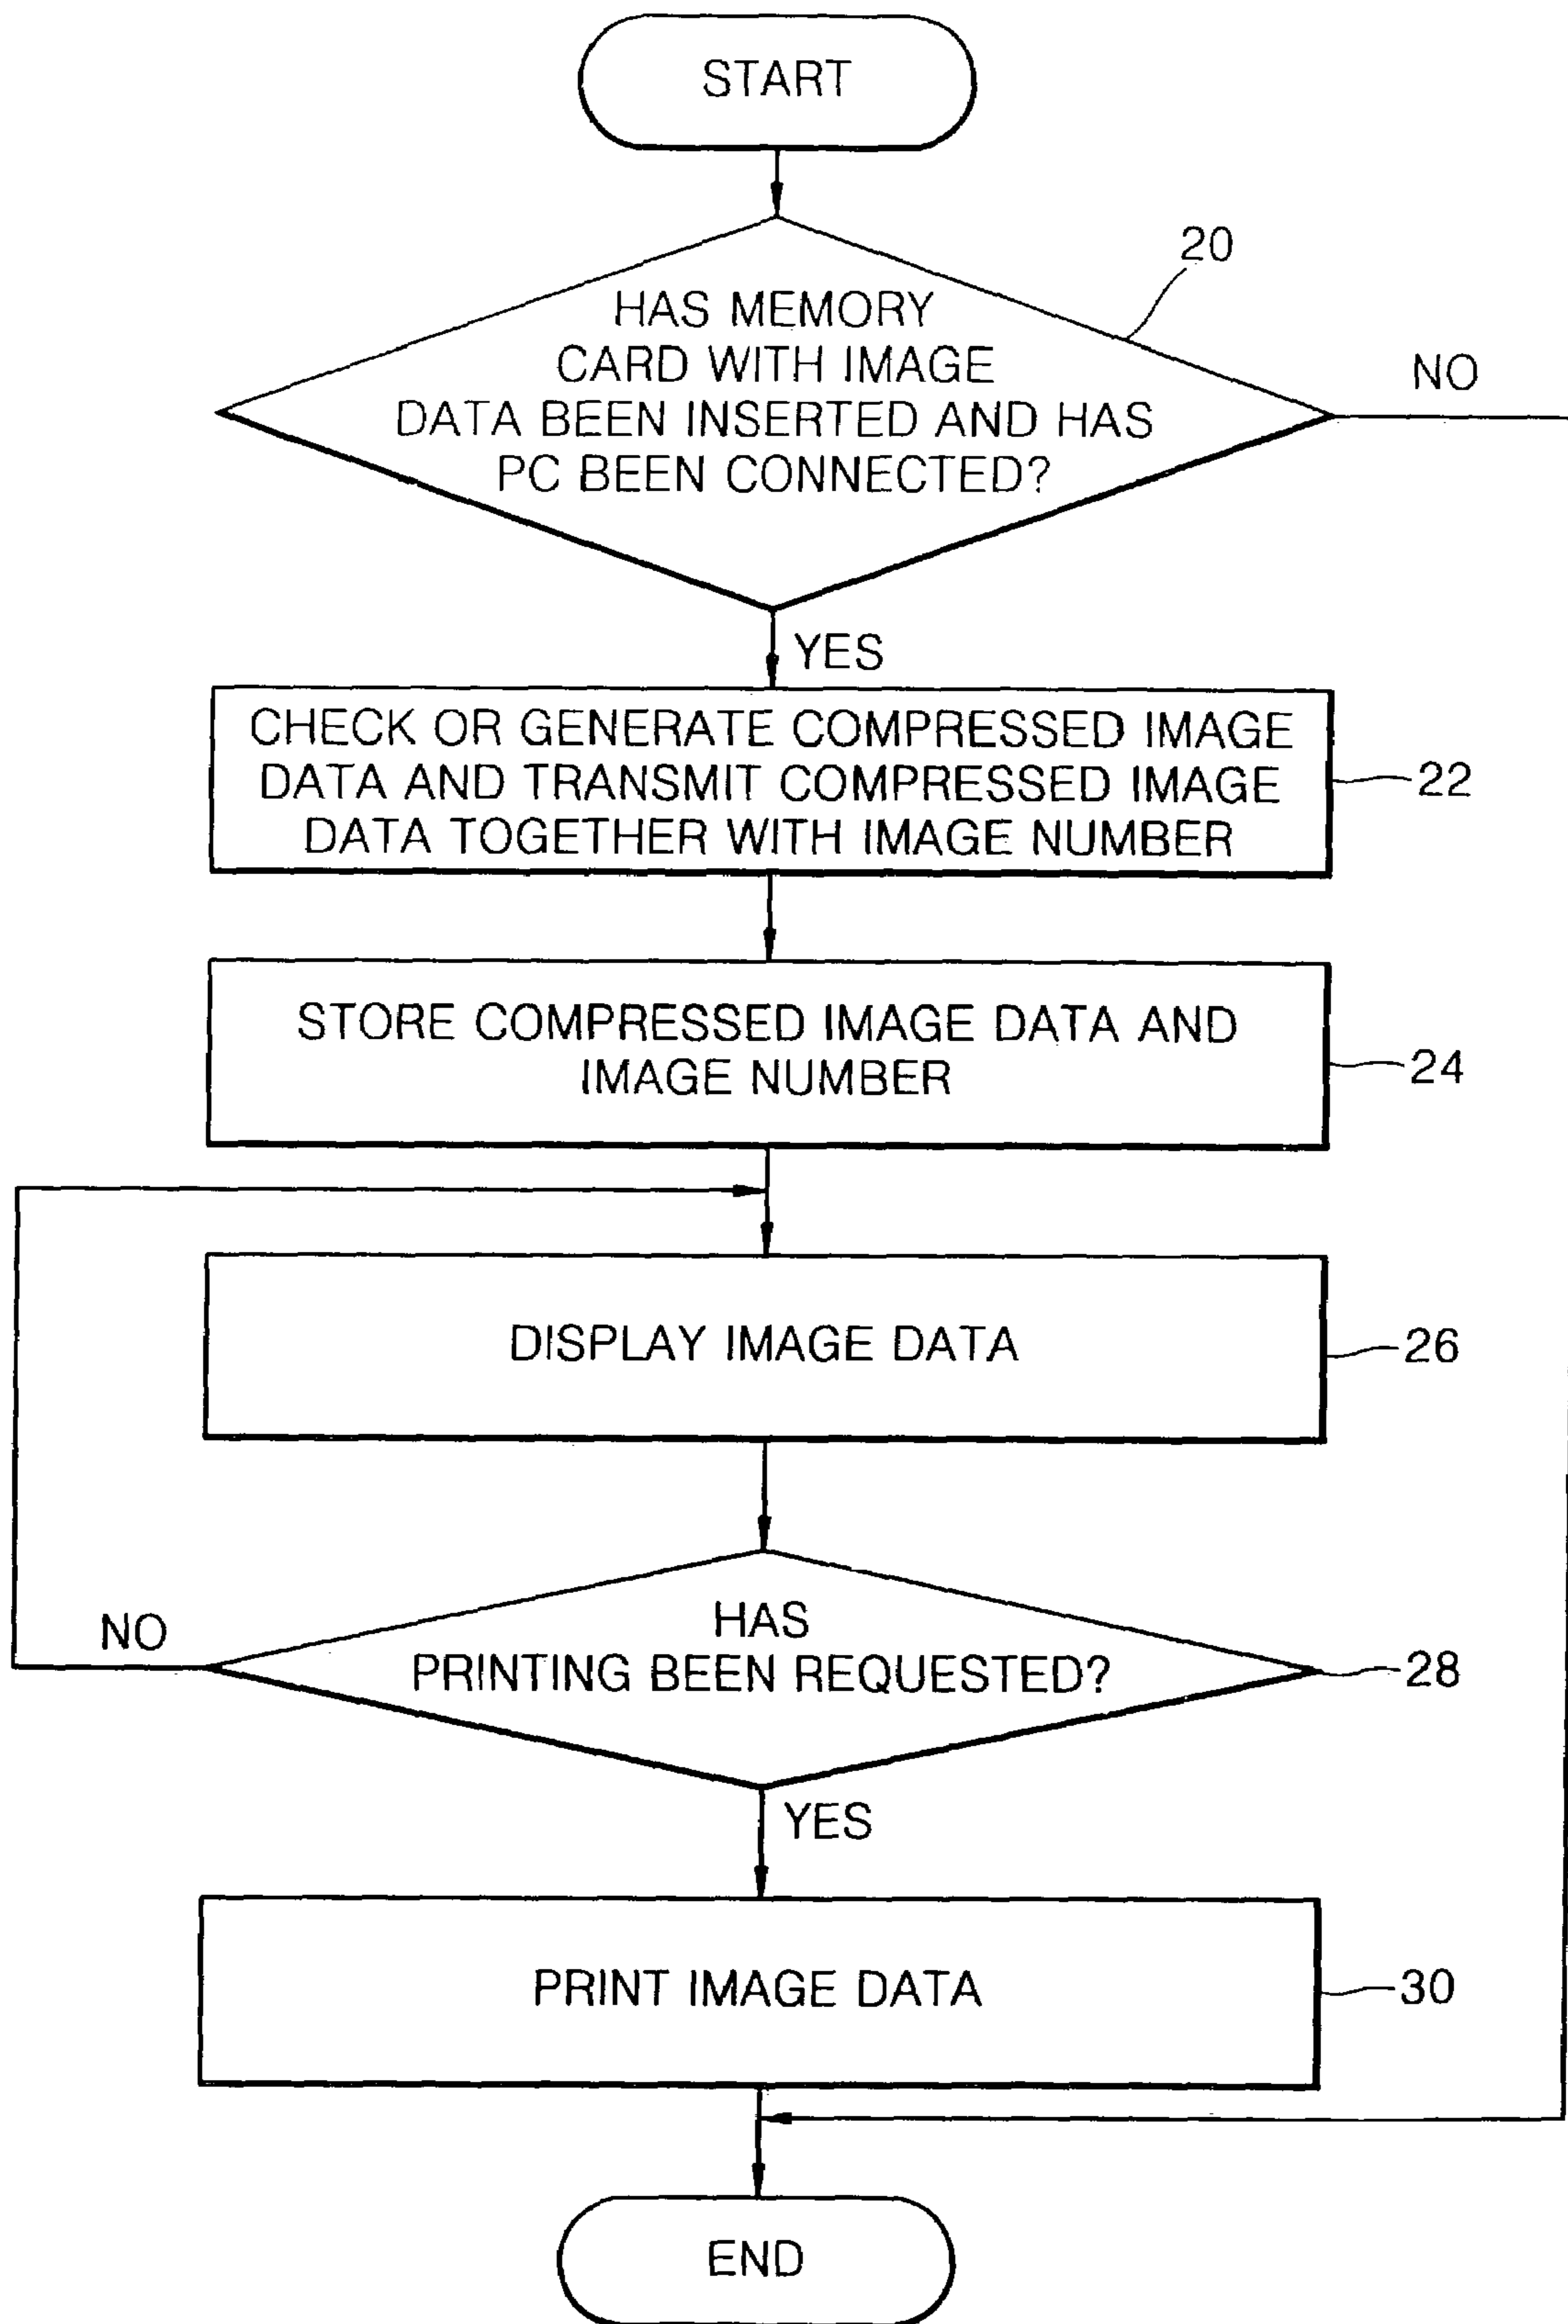 START
20
HAS MEMORY
CARD WITH IMAGE
DATA BEEN INSERTED AND HAS
PC BEEN CONNECTED?
NO
YES
CHECK OR GENERATE COMPRESSED IMAGE
DATA AND TRANSMIT COMPRESSED IMAGE
DATA TOGETHER WITH IMAGE NUMBER
22
STORE COMPRESSED IMAGE DATA AND
IMAGE NUMBER
24
DISPLAY IMAGE DATA
26
NO
HAS
PRINTING BEEN REQUESTED?
28
YES
PRINT IMAGE DATA
30
END